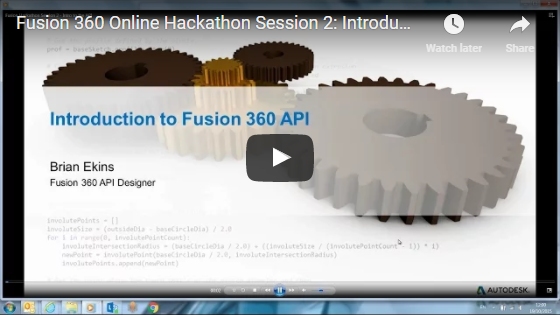 Fusion 360 Online Hackathon Session 2: Introdu...
Watch later
Share
Introduction to Fusion 360 API
Brian Ekins
Fusion 360 API Designer
involutePoints = []
involuteSize = (outsideDia - baseCircleDia) / 2.0
for i in range(0, involutePointCount):
involuteIntersectionRadius = (baseCircleDia / 2.0) + ((involuteSize / (involutePointCount - 1)) * i)
newPoint = involutePoint(baseCircleDia / 2.0, involuteIntersectionRadius)
involutePoints.append(newPoint)
AUTODESK